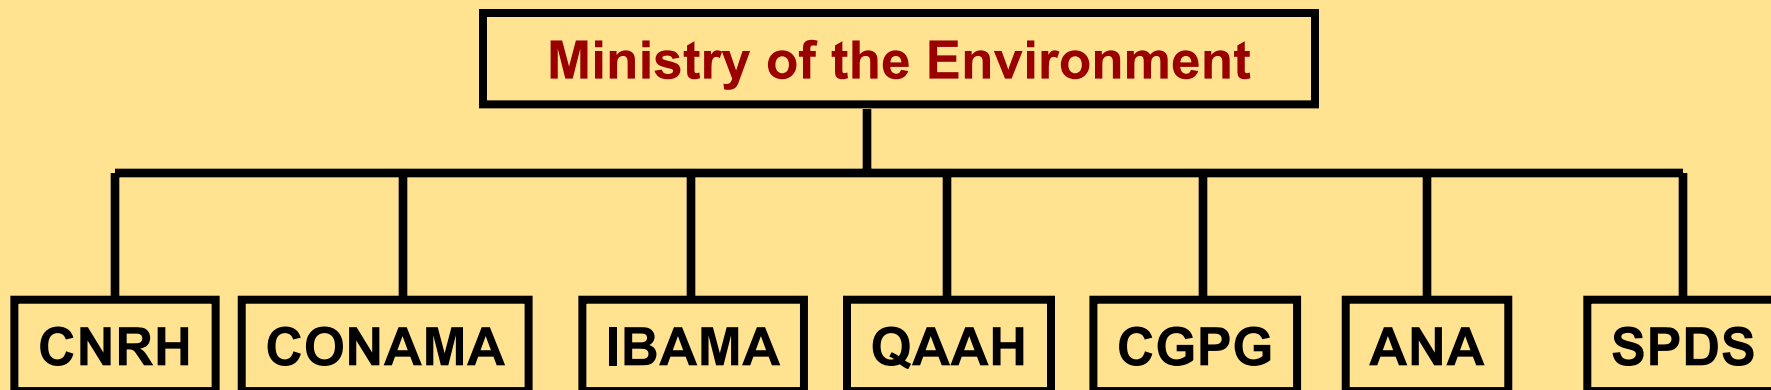 Ministry of the Environment
CNRH CONAMA IBAMA QAAH CGPG ANA SPDS